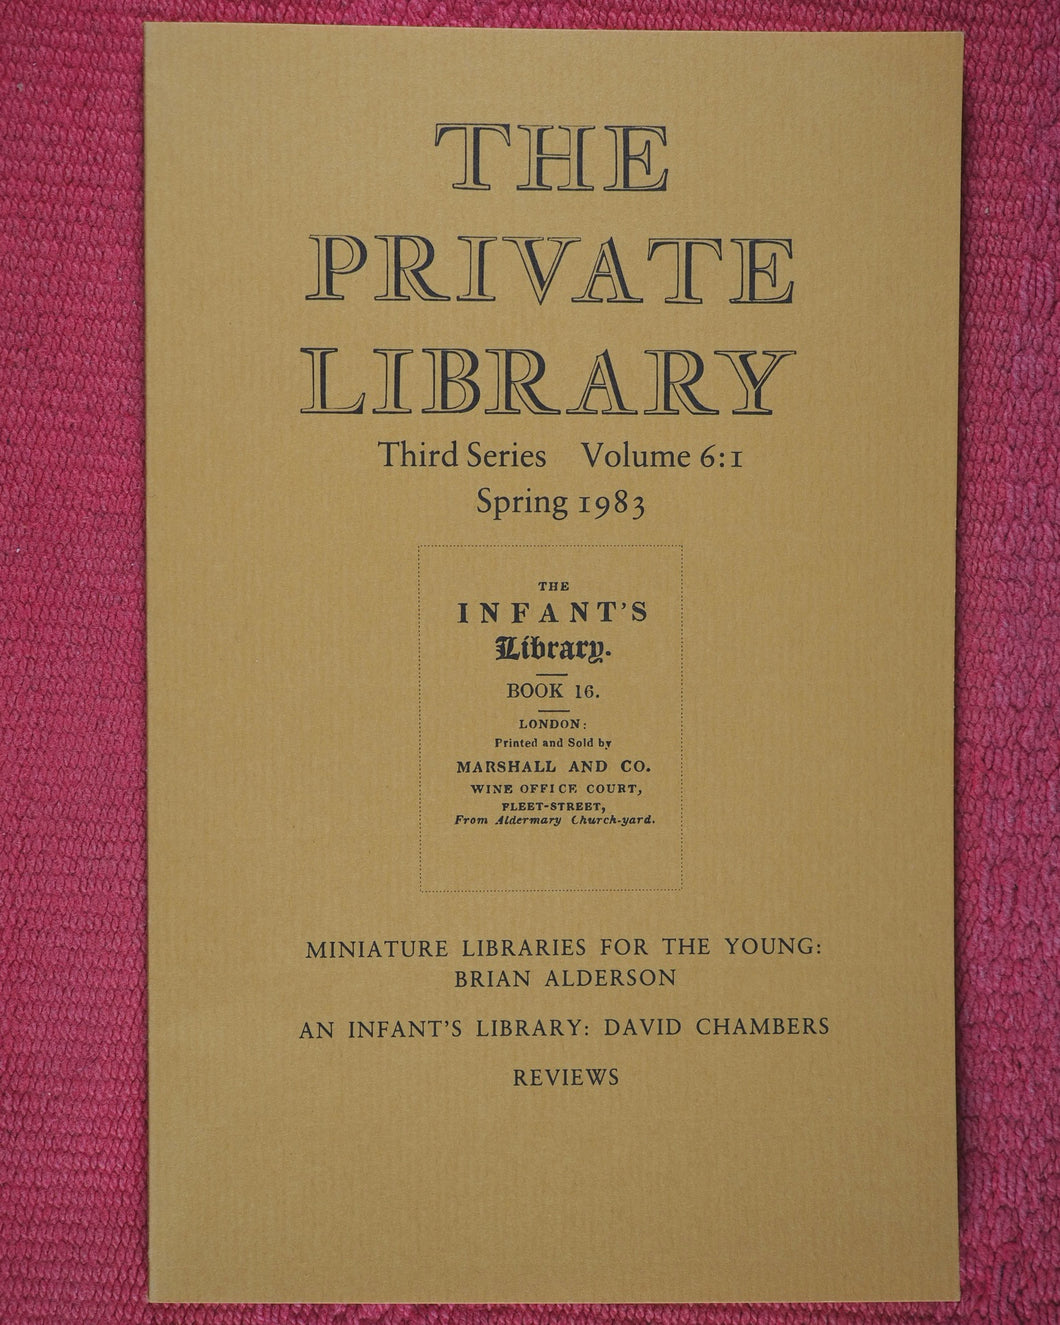 THE
PRIVATE
LIBRARY
Third Series Volume 6:1
Spring 1983
THE
INFANT'S
Library.
BOOK 16.
LONDON:
Printed and Sold by
MARSHALL AND CO.
WINE OFFICE COURT,
FLEET-STREET,
From Aldermary Church-yard.
MINIATURE LIBRARIES FOR THE YOUNG:
BRIAN ALDERSON
AN INFANT'S LIBRARY: DAVID CHAMBERS
REVIEWS